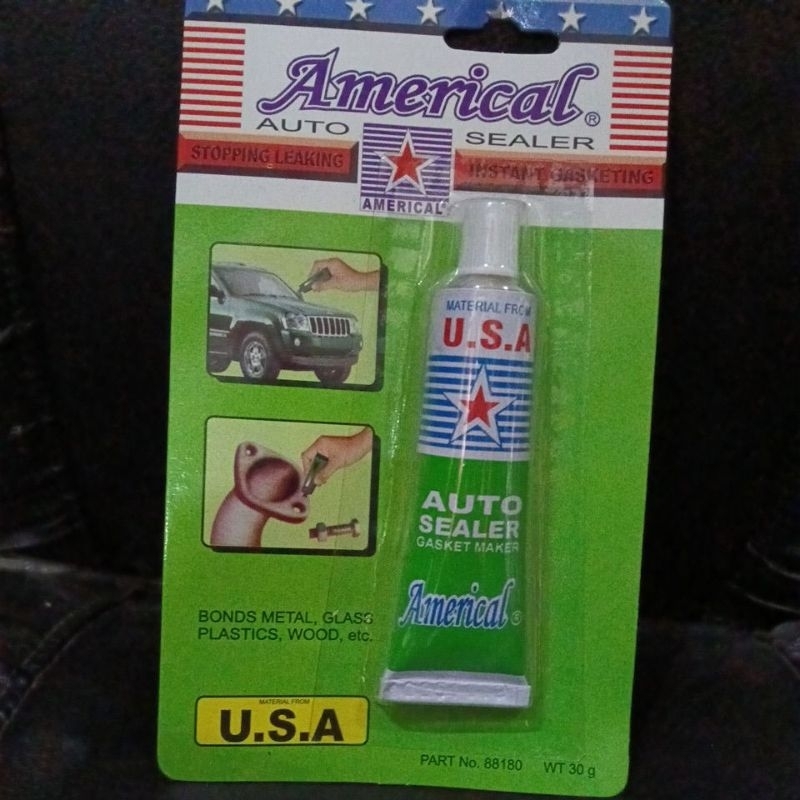 Americal®
AUTO SEALER
STOPPING LEAKING
INSTANT GASKETING
AMERICAL®
MATERIAL FROM
U.S.A
AUTO
SEALER
GASKET MAKER
Americal®
BONDS METAL, GLASS
PLASTICS, WOOD, etc.
MATERIAL FROM
U.S.A
PART No. 88180 WT 30 g